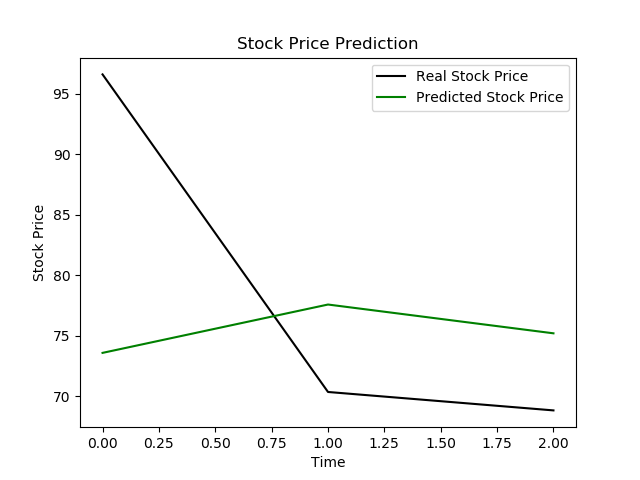 Stock Price Prediction
Real Stock Price
Predicted Stock Price
Stock Price
95
90
85
80
75
70
0.00 0.25 0.50 0.75 1.00 1.25 1.50 1.75 2.00
Time